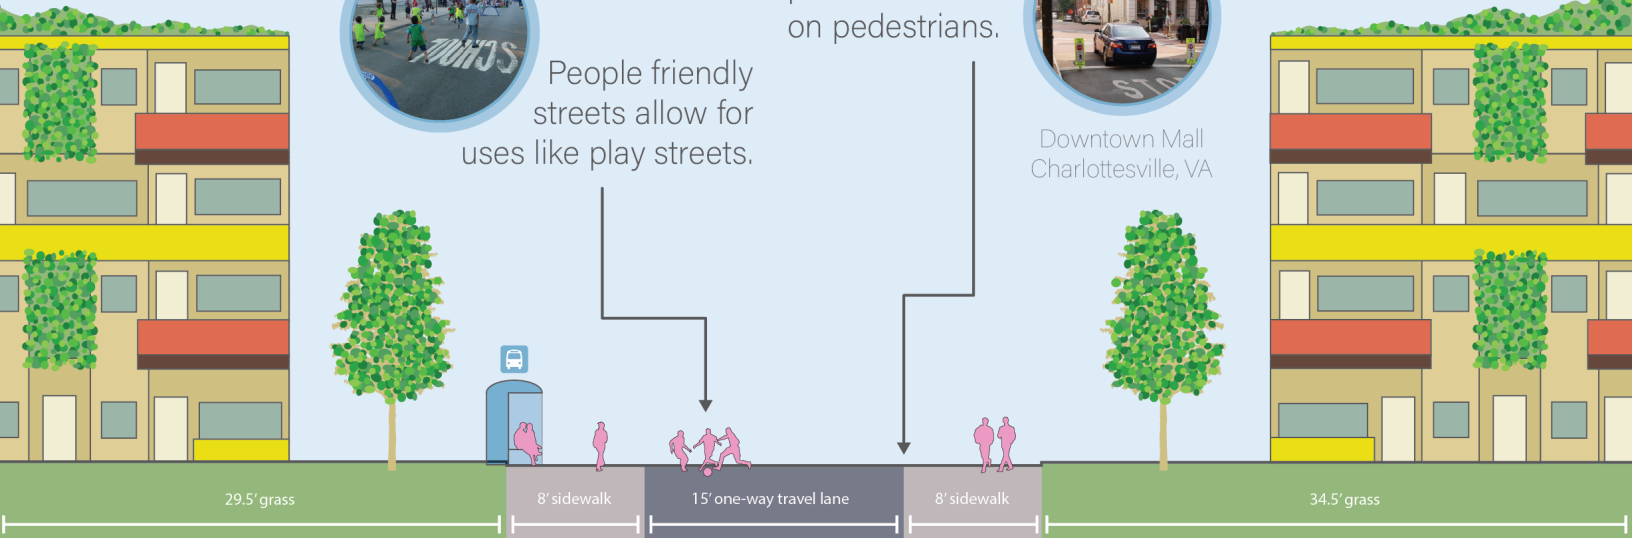 on pedestrians.
People friendly
streets allow for
uses like play streets.
Downtown Mall
Charlottesville, VA
29.5' grass
8' sidewalk
15' one-way travel lane
8' sidewalk
34.5' grass